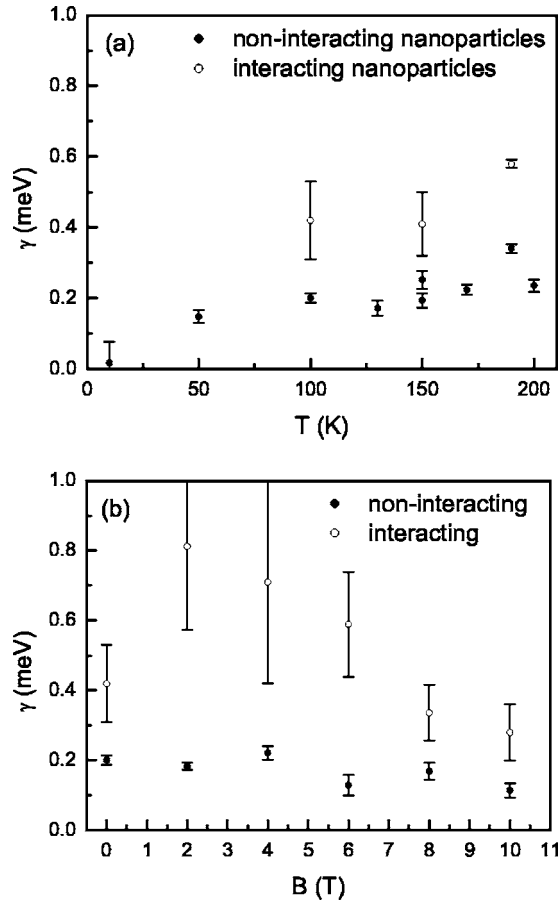 (a)
non-interacting nanoparticles
interacting nanoparticles
1.0
0.8
0.6
0.4
0.2
0.0
γ (meV)
0 50 100 150 200
T (K)
(b)
non-interacting
interacting
1.0
0.8
0.6
0.4
0.2
0.0
γ (meV)
0 1 2 3 4 5 6 7 8 9 10 11
B (T)